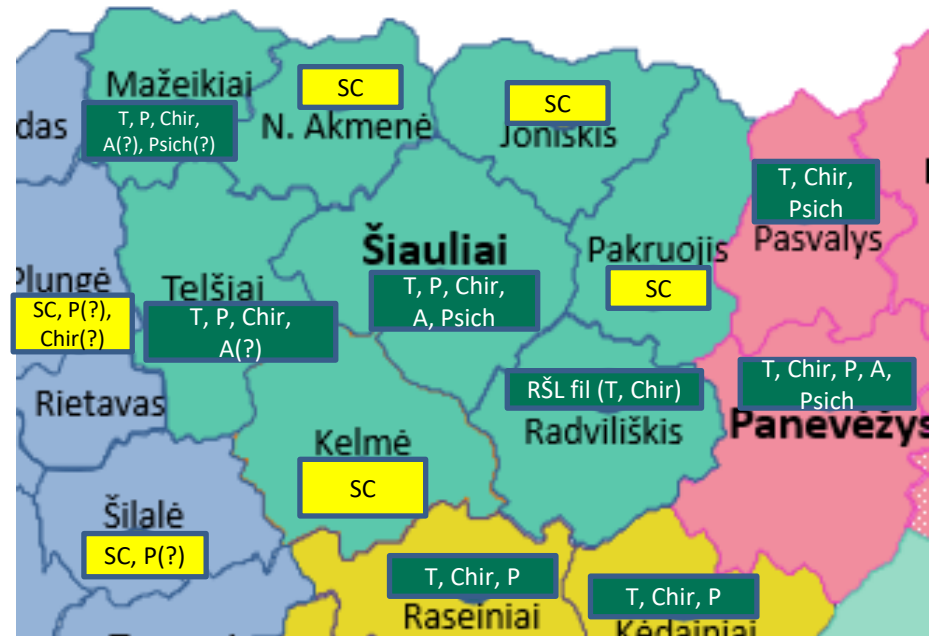 Mažeikiai
T, P, Chir,
A(?), Psich(?)
SC
N. Akmenė
SC
Joniškis
das
T, Chir,
Psich
Pasvalys
Šiauliai
T, P, Chir,
A, Psich
Pakruojis
SC
Plungė
SC, P(?),
Chir(?)
Telšiai
T, P, Chir,
A(?)
RŠL fil (T, Chir)
Radviliškis
T, Chir, P, A,
Psich
Panevėžys
Rietavas
Kelmė
SC
Šilalė
SC, P(?)
T, Chir, P
Raseiniai
T, Chir, P
Kėdainiai